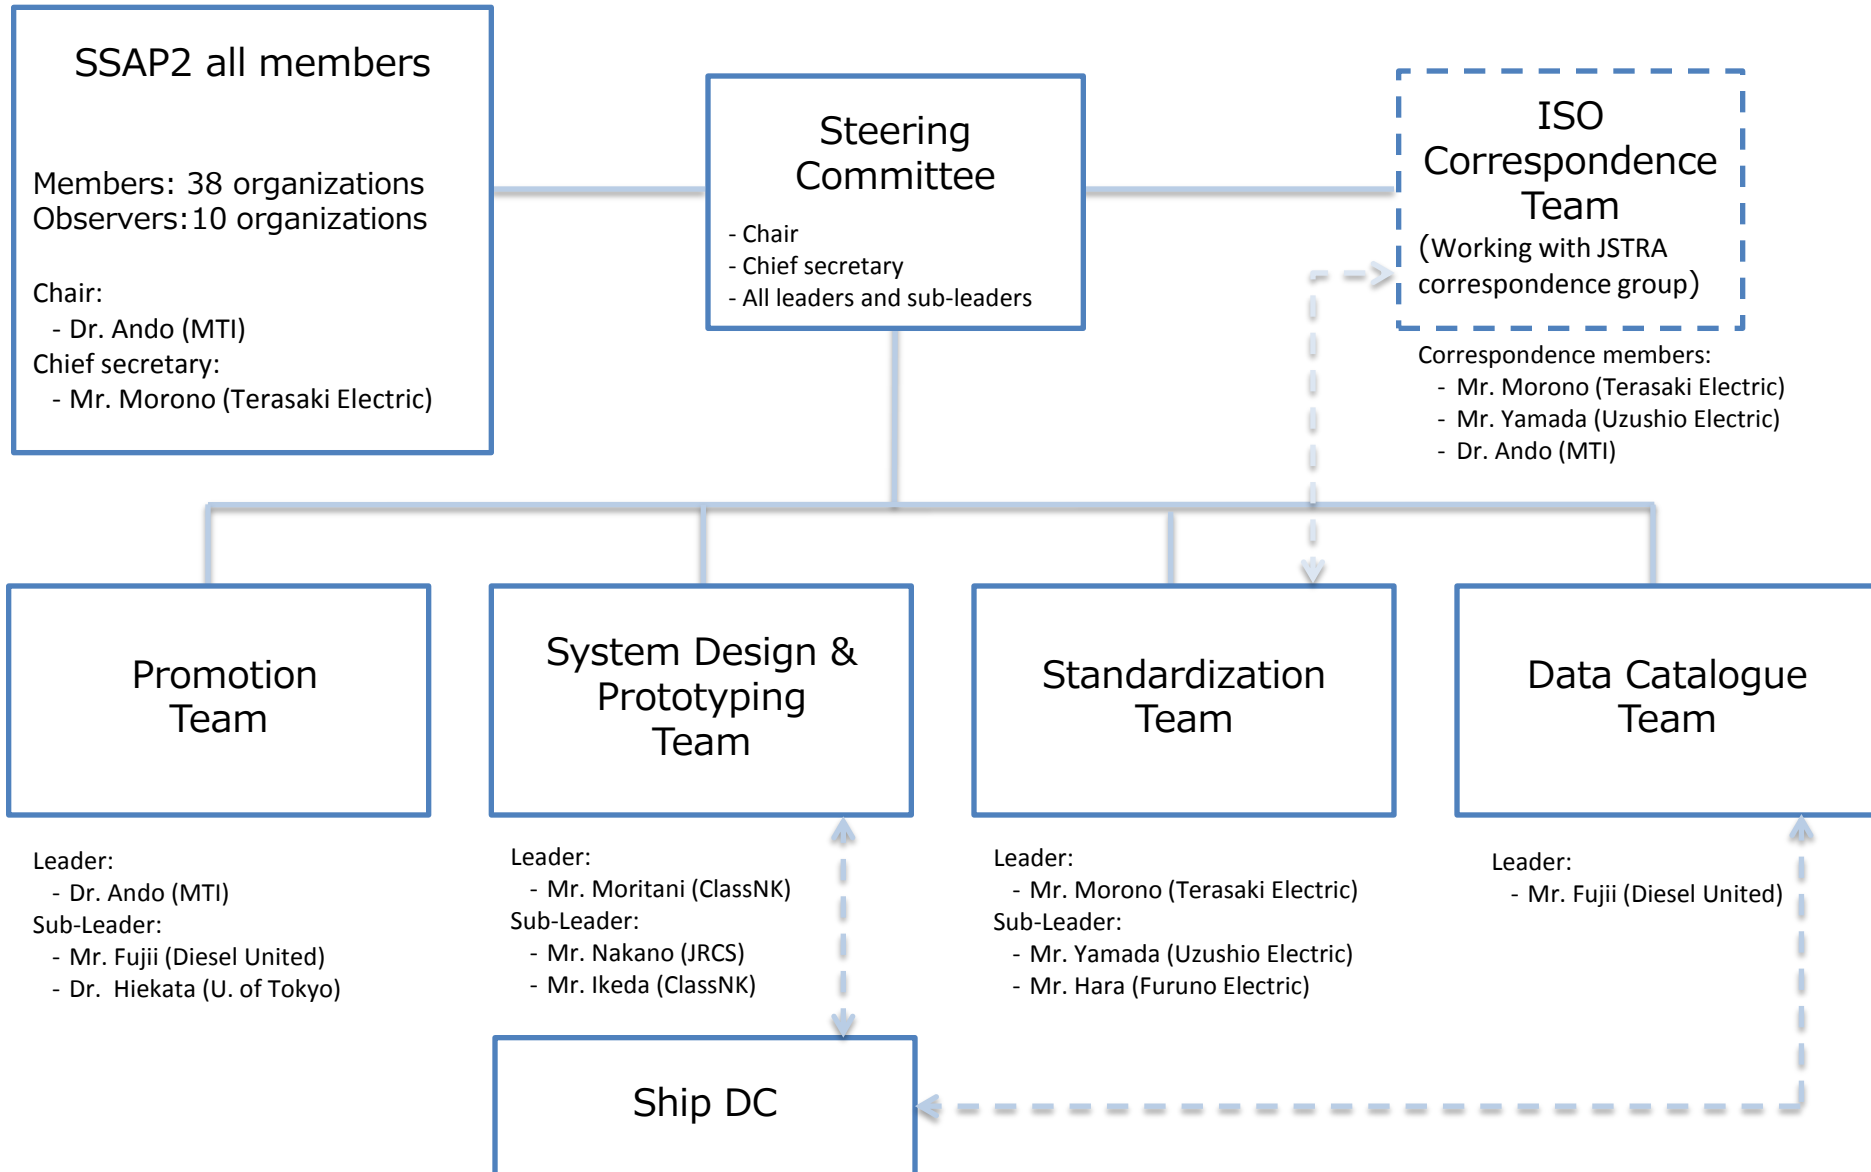 SSAP2 all members
Members: 38 organizations
Observers:10 organizations
Chair:
- Dr. Ando (MTI)
Chief secretary:
- Mr. Morono (Terasaki Electric)
Steering
Committee
- Chair
- Chief secretary
- All leaders and sub-leaders
ISO
Correspondence
Team
(Working with JSTRA
correspondence group)
Correspondence members:
- Mr. Morono (Terasaki Electric)
- Mr. Yamada (Uzushio Electric)
- Dr. Ando (MTI)
Promotion
Team
Leader:
- Dr. Ando (MTI)
Sub-Leader:
- Mr. Fujii (Diesel United)
- Dr. Hiekata (U. of Tokyo)
System Design &
Prototyping
Team
Leader:
- Mr. Moritani (ClassNK)
Sub-Leader:
- Mr. Nakano (JRCS)
- Mr. Ikeda (ClassNK)
Standardization
Team
Leader:
- Mr. Morono (Terasaki Electric)
Sub-Leader:
- Mr. Yamada (Uzushio Electric)
- Mr. Hara (Furuno Electric)
Data Catalogue
Team
Leader:
- Mr. Fujii (Diesel United)
Ship DC